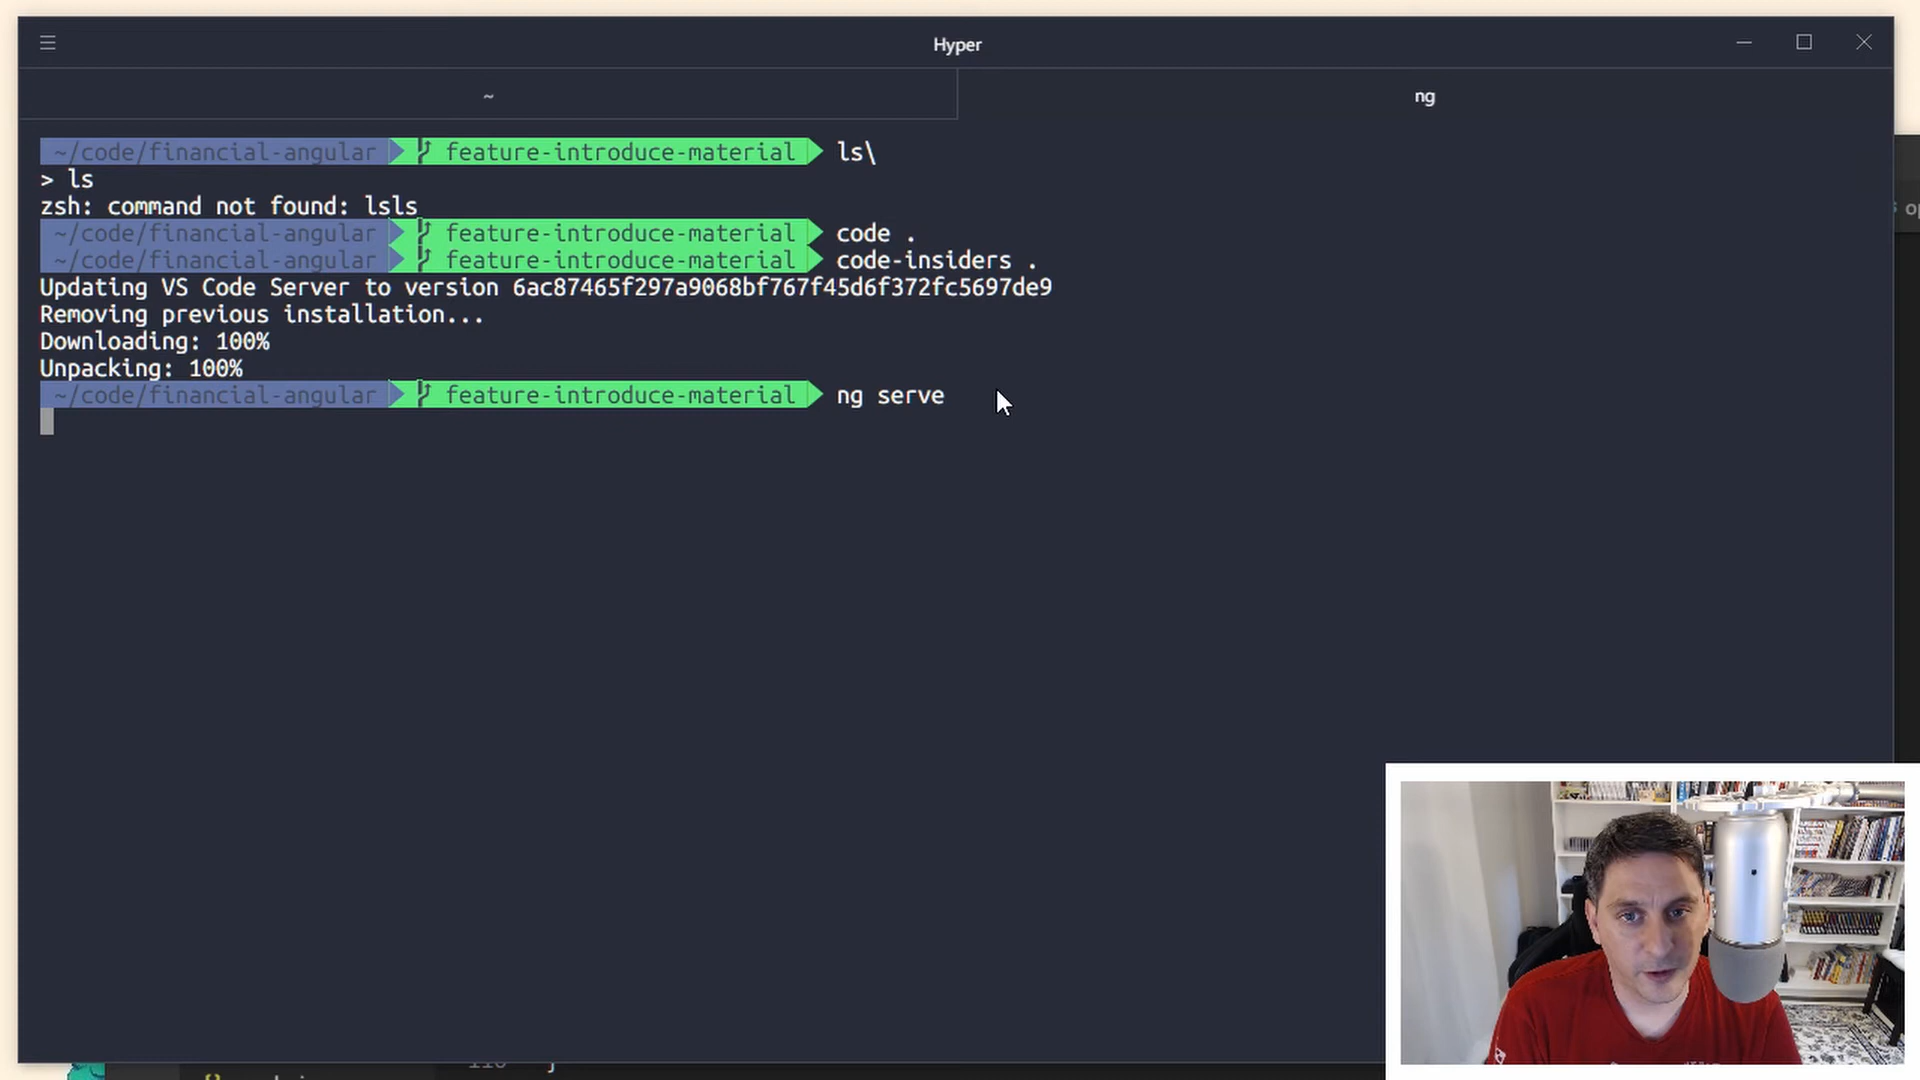 Hyper
~
ng
~/code/financial-angular feature-introduce-material ls\
> ls
zsh: command not found: lsls
~/code/financial-angular feature-introduce-material code .
~/code/financial-angular feature-introduce-material code-insiders .
Updating VS Code Server to version 6ac87465f297a9068bf767f45d6f372fc5697de9
Removing previous installation...
Downloading: 100%
Unpacking: 100%
~/code/financial-angular feature-introduce-material ng serve